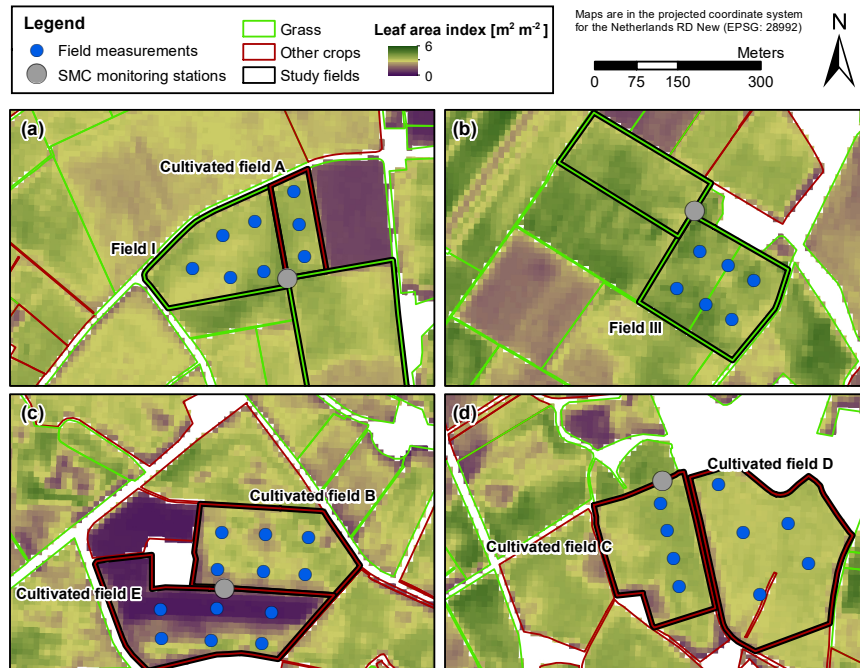 Legend
Field measurements
SMC monitoring stations
Grass
Other crops
Study fields
Leaf area index [m² m⁻²]
6
0
Maps are in the projected coordinate system
for the Netherlands RD New (EPSG: 28992)
Meters
0 75 150 300
N
(a)
Cultivated field A
Field I
(b)
Field III
(c)
Cultivated field B
Cultivated field E
(d)
Cultivated field D
Cultivated field C